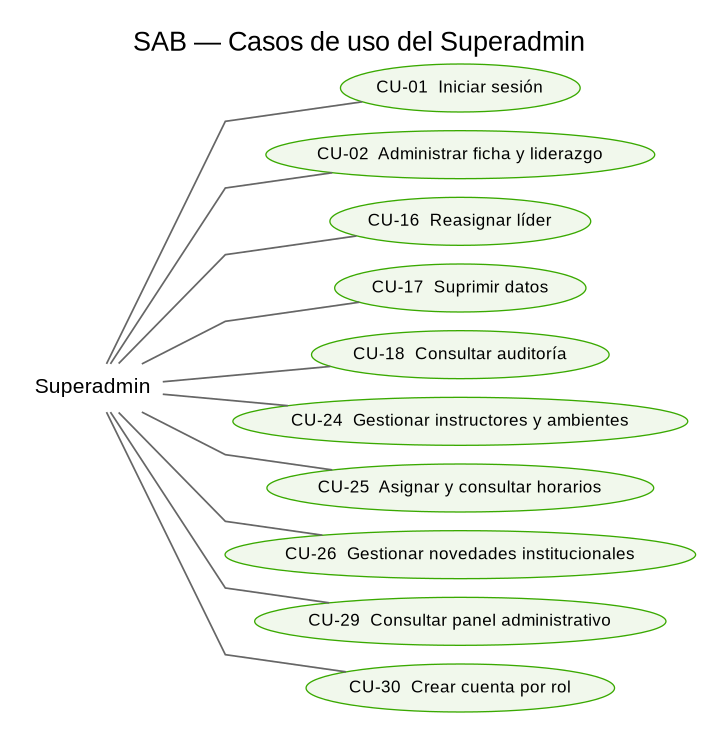 SAB — Casos de uso del Superadmin
CU-01 Iniciar sesión
CU-02 Administrar ficha y liderazgo
CU-16 Reasignar líder
CU-17 Suprimir datos
CU-18 Consultar auditoría
Superadmin
CU-24 Gestionar instructores y ambientes
CU-25 Asignar y consultar horarios
CU-26 Gestionar novedades institucionales
CU-29 Consultar panel administrativo
CU-30 Crear cuenta por rol